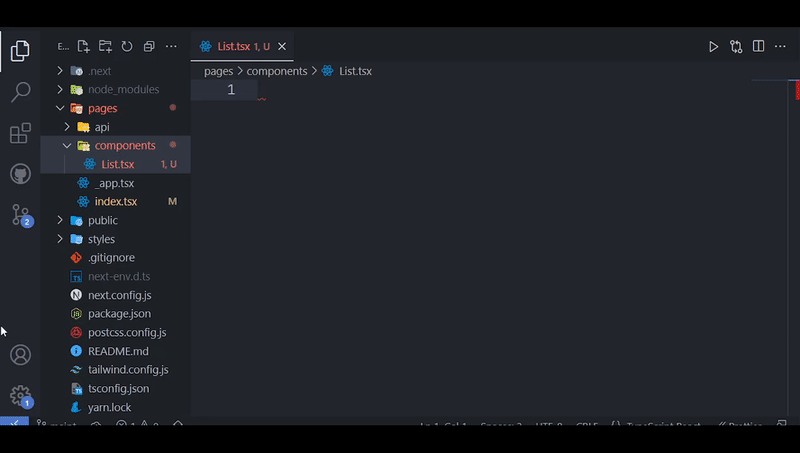 E...
List.tsx 1, U
pages > components > List.tsx
1
.next
node_modules
pages
api
components
List.tsx 1, U
_app.tsx
index.tsx M
public
styles
.gitignore
next-env.d.ts
next.config.js
package.json
postcss.config.js
README.md
tailwind.config.js
tsconfig.json
yarn.lock
2
1